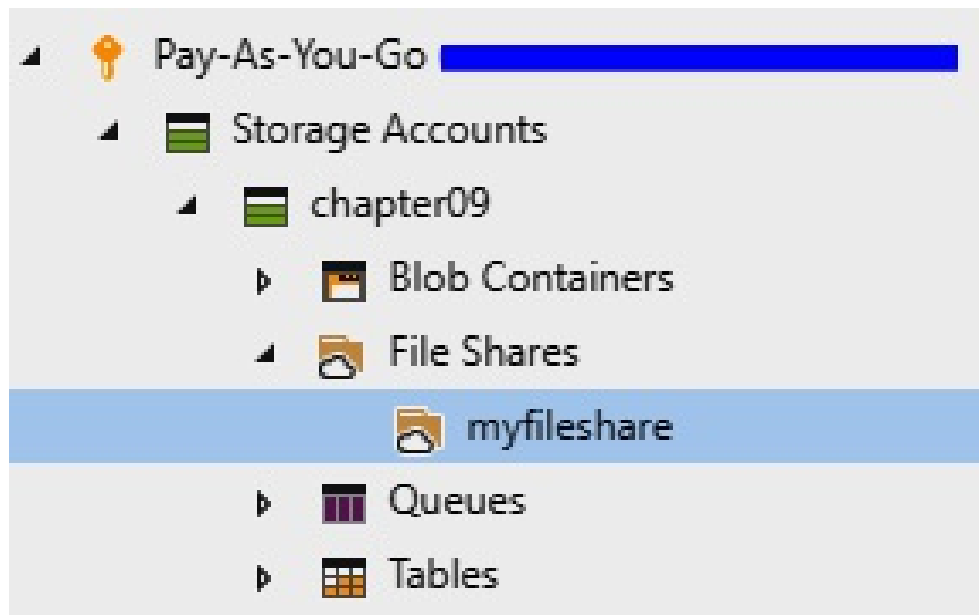 Pay-As-You-Go
Storage Accounts
chapter09
Blob Containers
File Shares
myfileshare
Queues
Tables